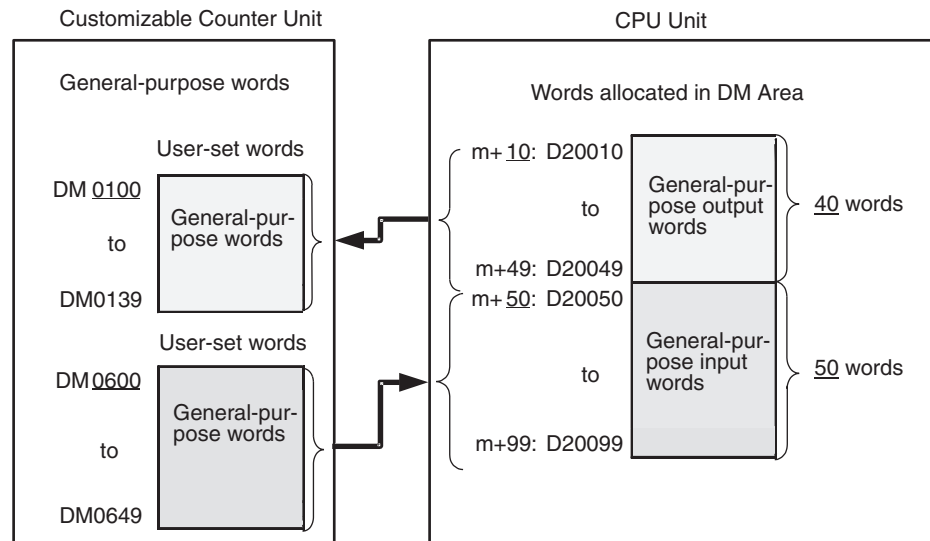 Customizable Counter Unit
CPU Unit
General-purpose words
Words allocated in DM Area
User-set words
DM 0100
to
DM0139
General-pur-
pose words
User-set words
DM 0600
to
DM0649
General-pur-
pose words
m+ 10: D20010
to
m+49: D20049
General-pur-
pose output
words
40 words
m+ 50: D20050
to
m+99: D20099
General-pur-
pose input
words
50 words